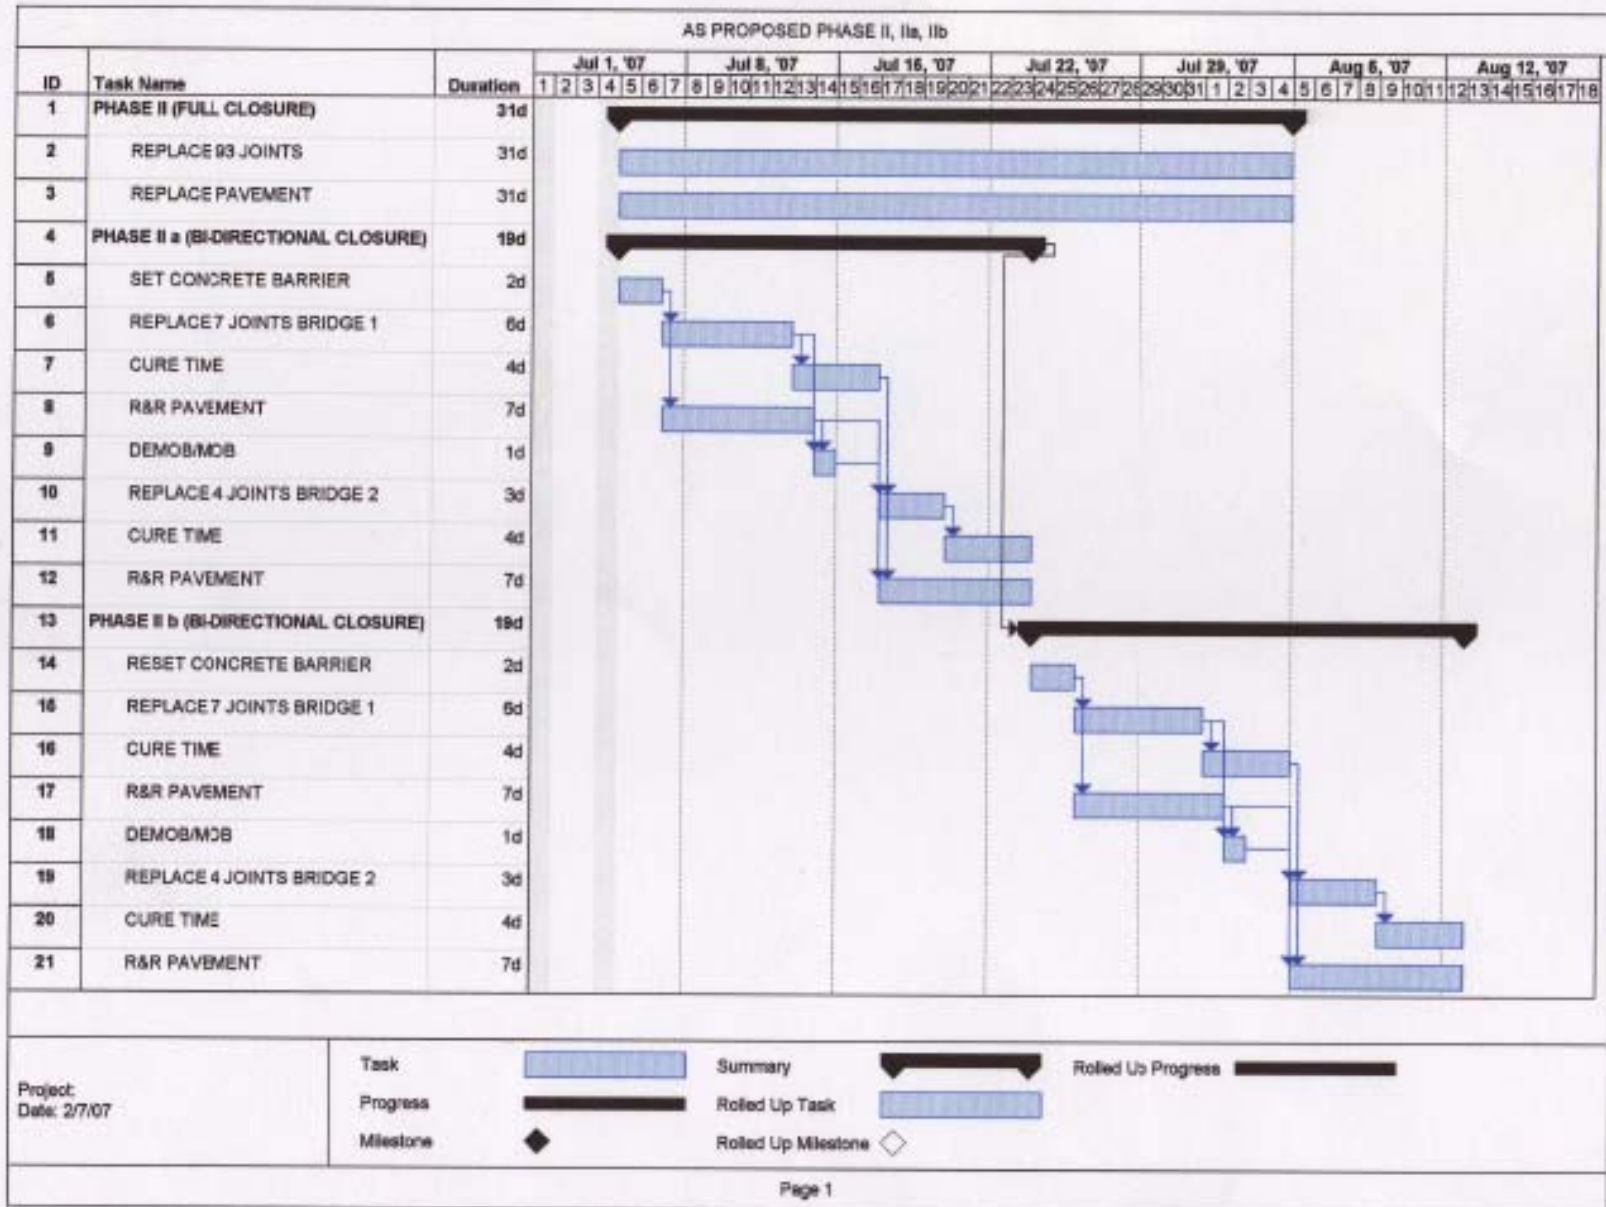 AS PROPOSED PHASE II, IIa, IIb
ID Task Name Duration Jul 1, '07 Jul 8, '07 Jul 15, '07 Jul 22, '07 Jul 29, '07 Aug 5, '07 Aug 12, '07
1 2 3 4 5 6 7 8 9 10 11 12 13 14 15 16 17 18 19 20 21 22 23 24 25 26 27 28 29 30 31 1 2 3 4 5 6 7 8 9 10 11 12 13 14 15 16 17 18
1 PHASE II (FULL CLOSURE) 31d
2 REPLACE 93 JOINTS 31d
3 REPLACE PAVEMENT 31d
4 PHASE II a (BI-DIRECTIONAL CLOSURE) 19d
5 SET CONCRETE BARRIER 2d
6 REPLACE 7 JOINTS BRIDGE 1 6d
7 CURE TIME 4d
8 R&R PAVEMENT 7d
9 DEMOB/MOB 1d
10 REPLACE 4 JOINTS BRIDGE 2 3d
11 CURE TIME 4d
12 R&R PAVEMENT 7d
13 PHASE II b (BI-DIRECTIONAL CLOSURE) 19d
14 RESET CONCRETE BARRIER 2d
15 REPLACE 7 JOINTS BRIDGE 1 6d
16 CURE TIME 4d
17 R&R PAVEMENT 7d
18 DEMOB/MOB 1d
19 REPLACE 4 JOINTS BRIDGE 2 3d
20 CURE TIME 4d
21 R&R PAVEMENT 7d
Project:
Date: 2/7/07
Task Summary Rolled Up Progress
Progress Rolled Up Task
Milestone Rolled Up Milestone
Page 1